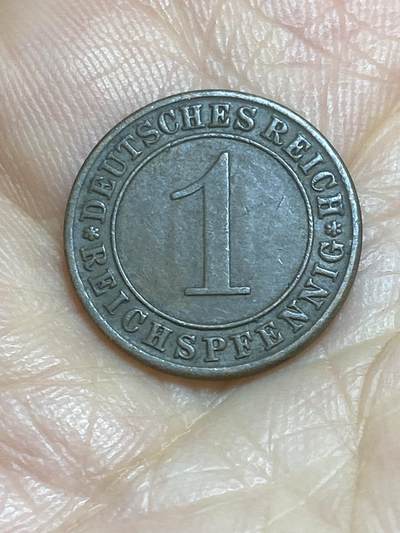 DEUTSCHES REICH
1
REICHSPFENNIG